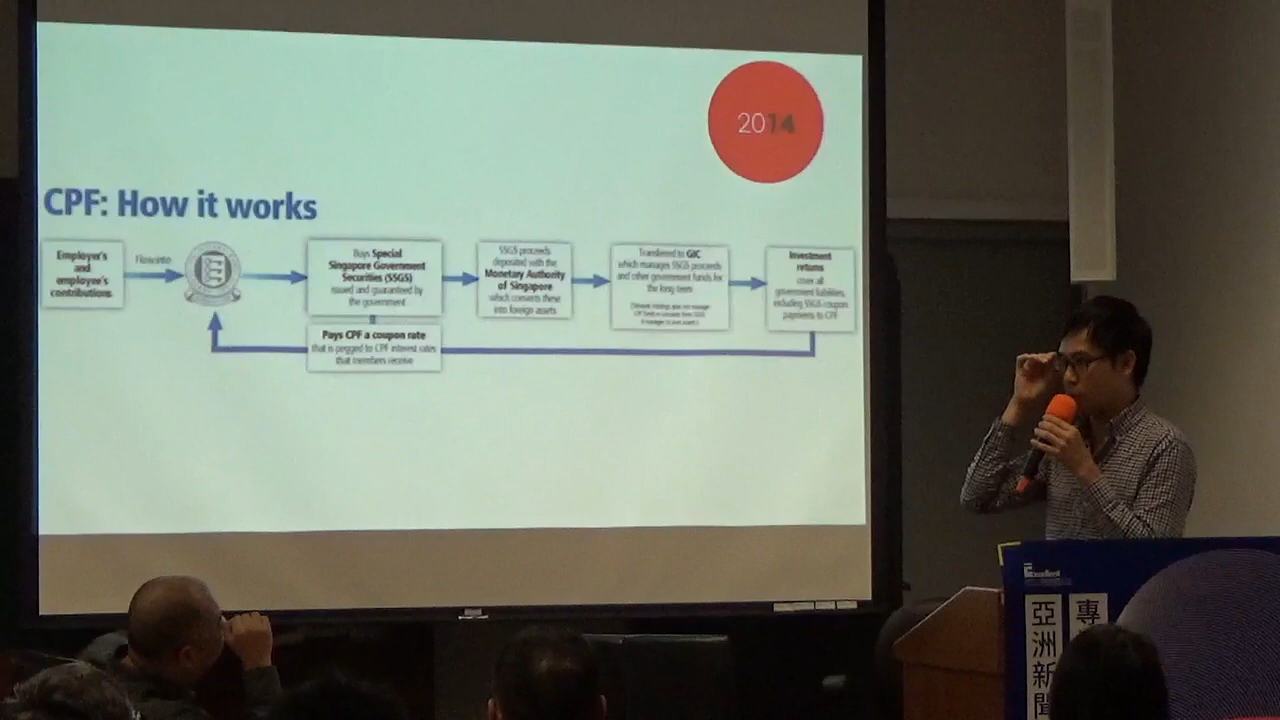 2014
CPF: How it works
Employer's
and
employee's
contributions
Flow into
Buys Special
Singapore Government
Securities (SSGS)
issued and guaranteed by
the government
SSGS proceeds
deposited with the
Monetary Authority
of Singapore
which converts these
into foreign assets
Transferred to GIC
which manages SSGS proceeds
and other government funds for
the long term
Investment
returns
cover all
government liabilities,
including SSGS coupon
payments to CPF
Pays CPF a coupon rate
that is pegged to CPF interest rates
that members receive
Excellent
亞洲新聞
專